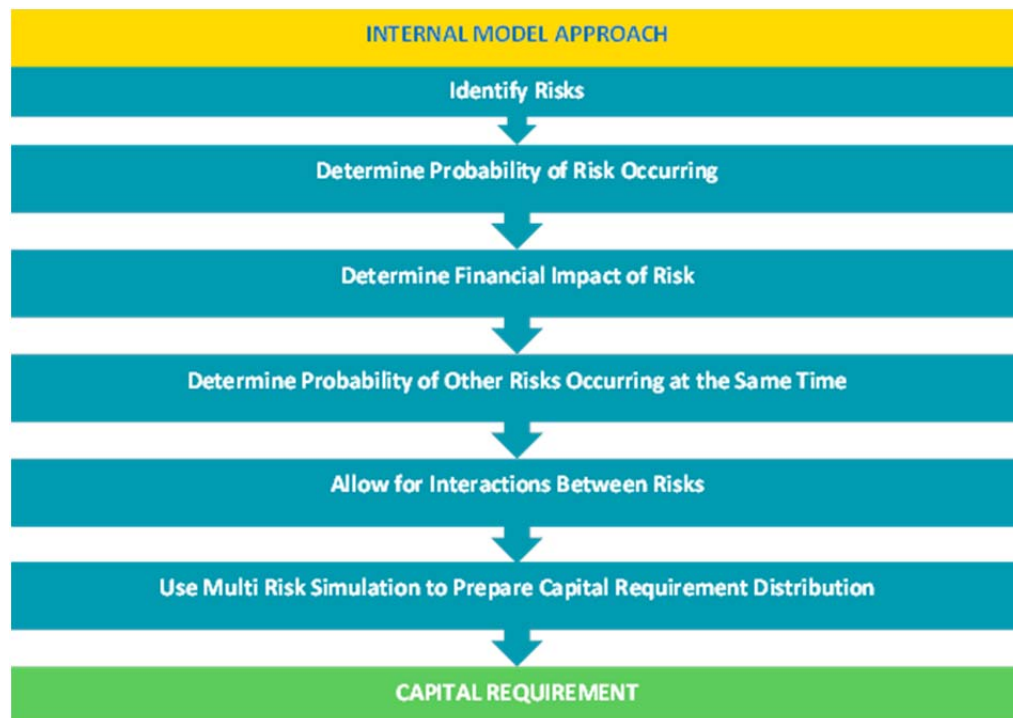 INTERNAL MODEL APPROACH
Identify Risks
Determine Probability of Risk Occurring
Determine Financial Impact of Risk
Determine Probability of Other Risks Occurring at the Same Time
Allow for Interactions Between Risks
Use Multi Risk Simulation to Prepare Capital Requirement Distribution
CAPITAL REQUIREMENT